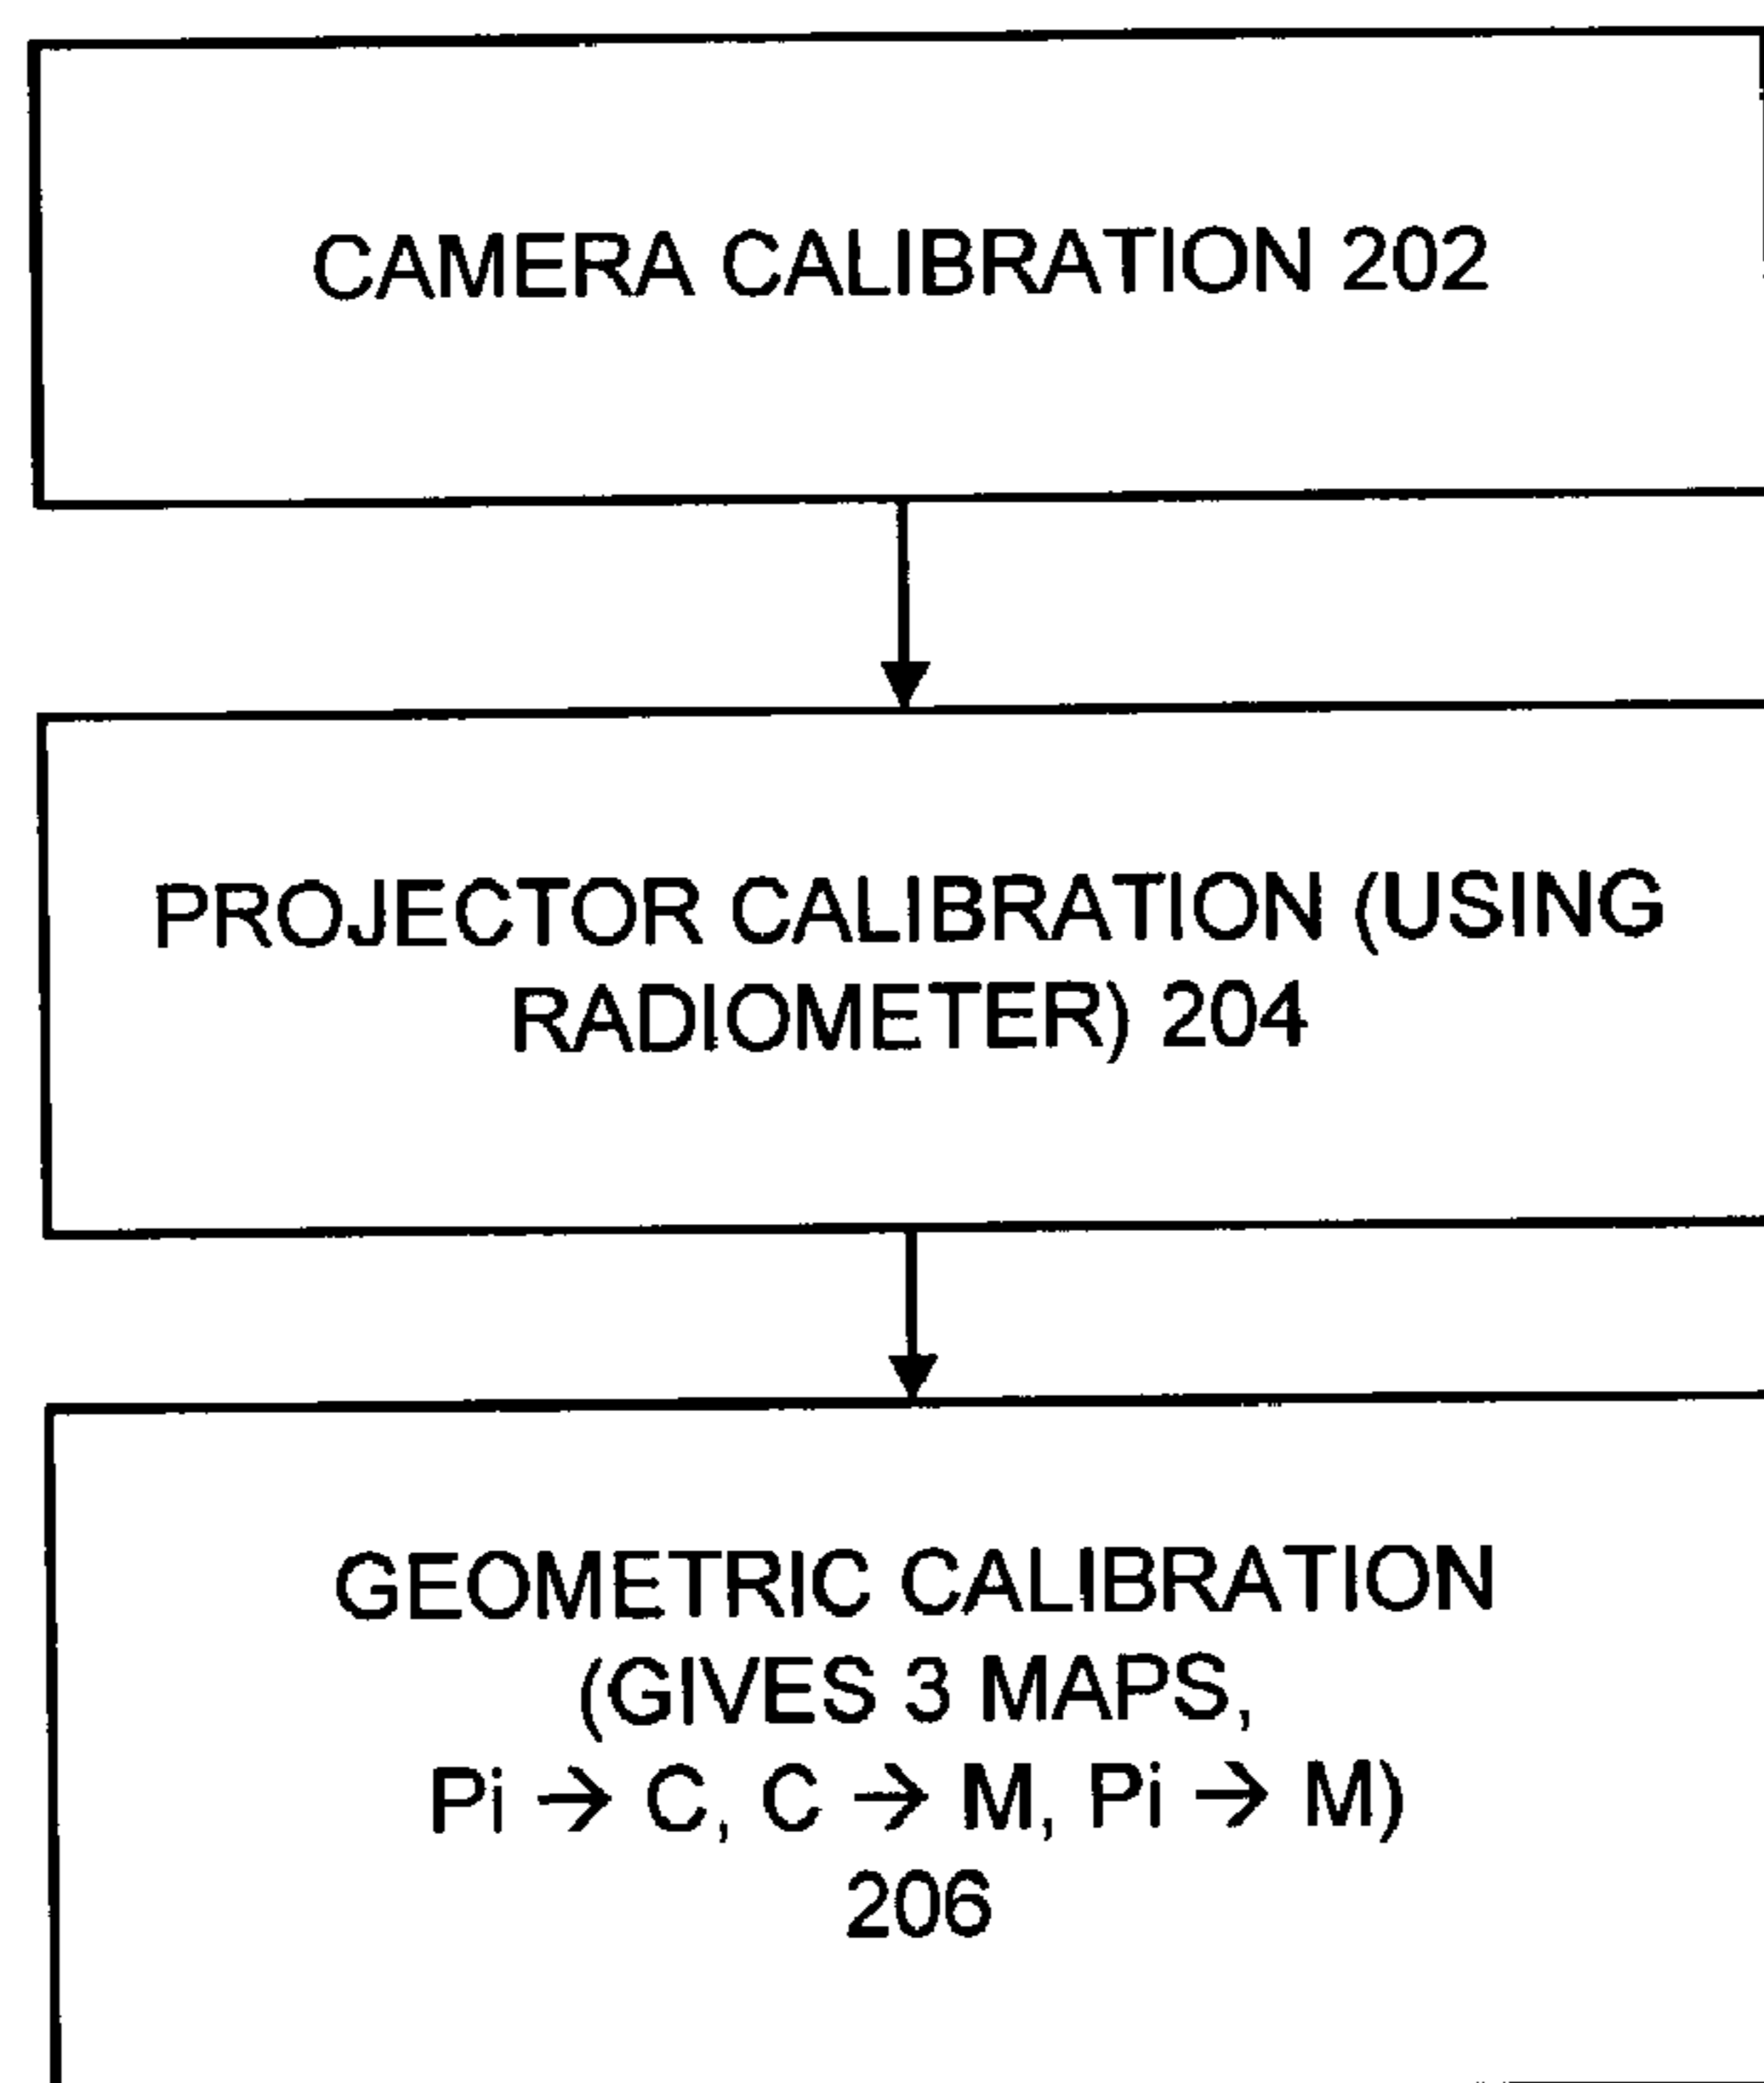 CAMERA CALIBRATION 202
PROJECTOR CALIBRATION (USING
RADIOMETER) 204
GEOMETRIC CALIBRATION
(GIVES 3 MAPS,
Pi → C, C → M, Pi → M)
206